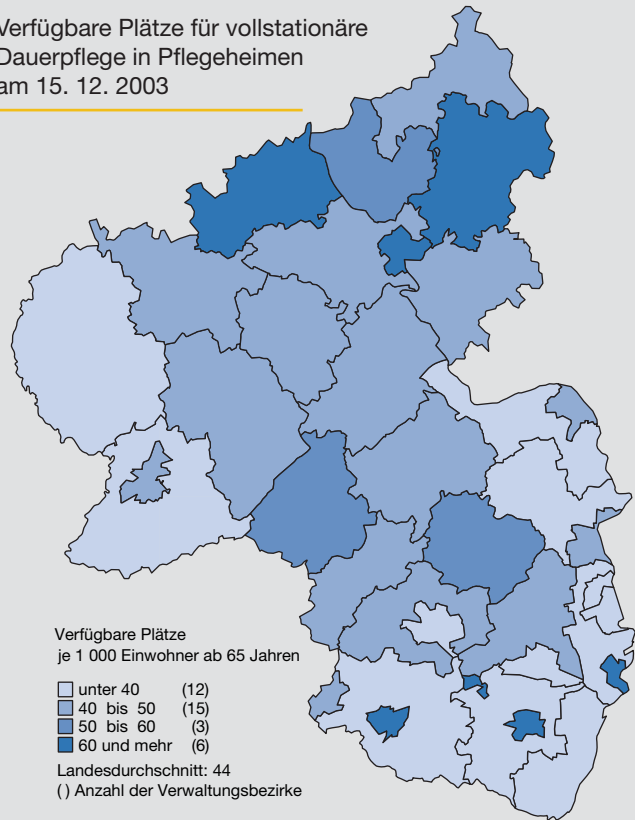 Verfügbare Plätze für vollstationäre
Dauerpflege in Pflegeheimen
am 15. 12. 2003
Verfügbare Plätze
je 1 000 Einwohner ab 65 Jahren
unter 40 (12)
40 bis 50 (15)
50 bis 60 (3)
60 und mehr (6)
Landesdurchschnitt: 44
( ) Anzahl der Verwaltungsbezirke